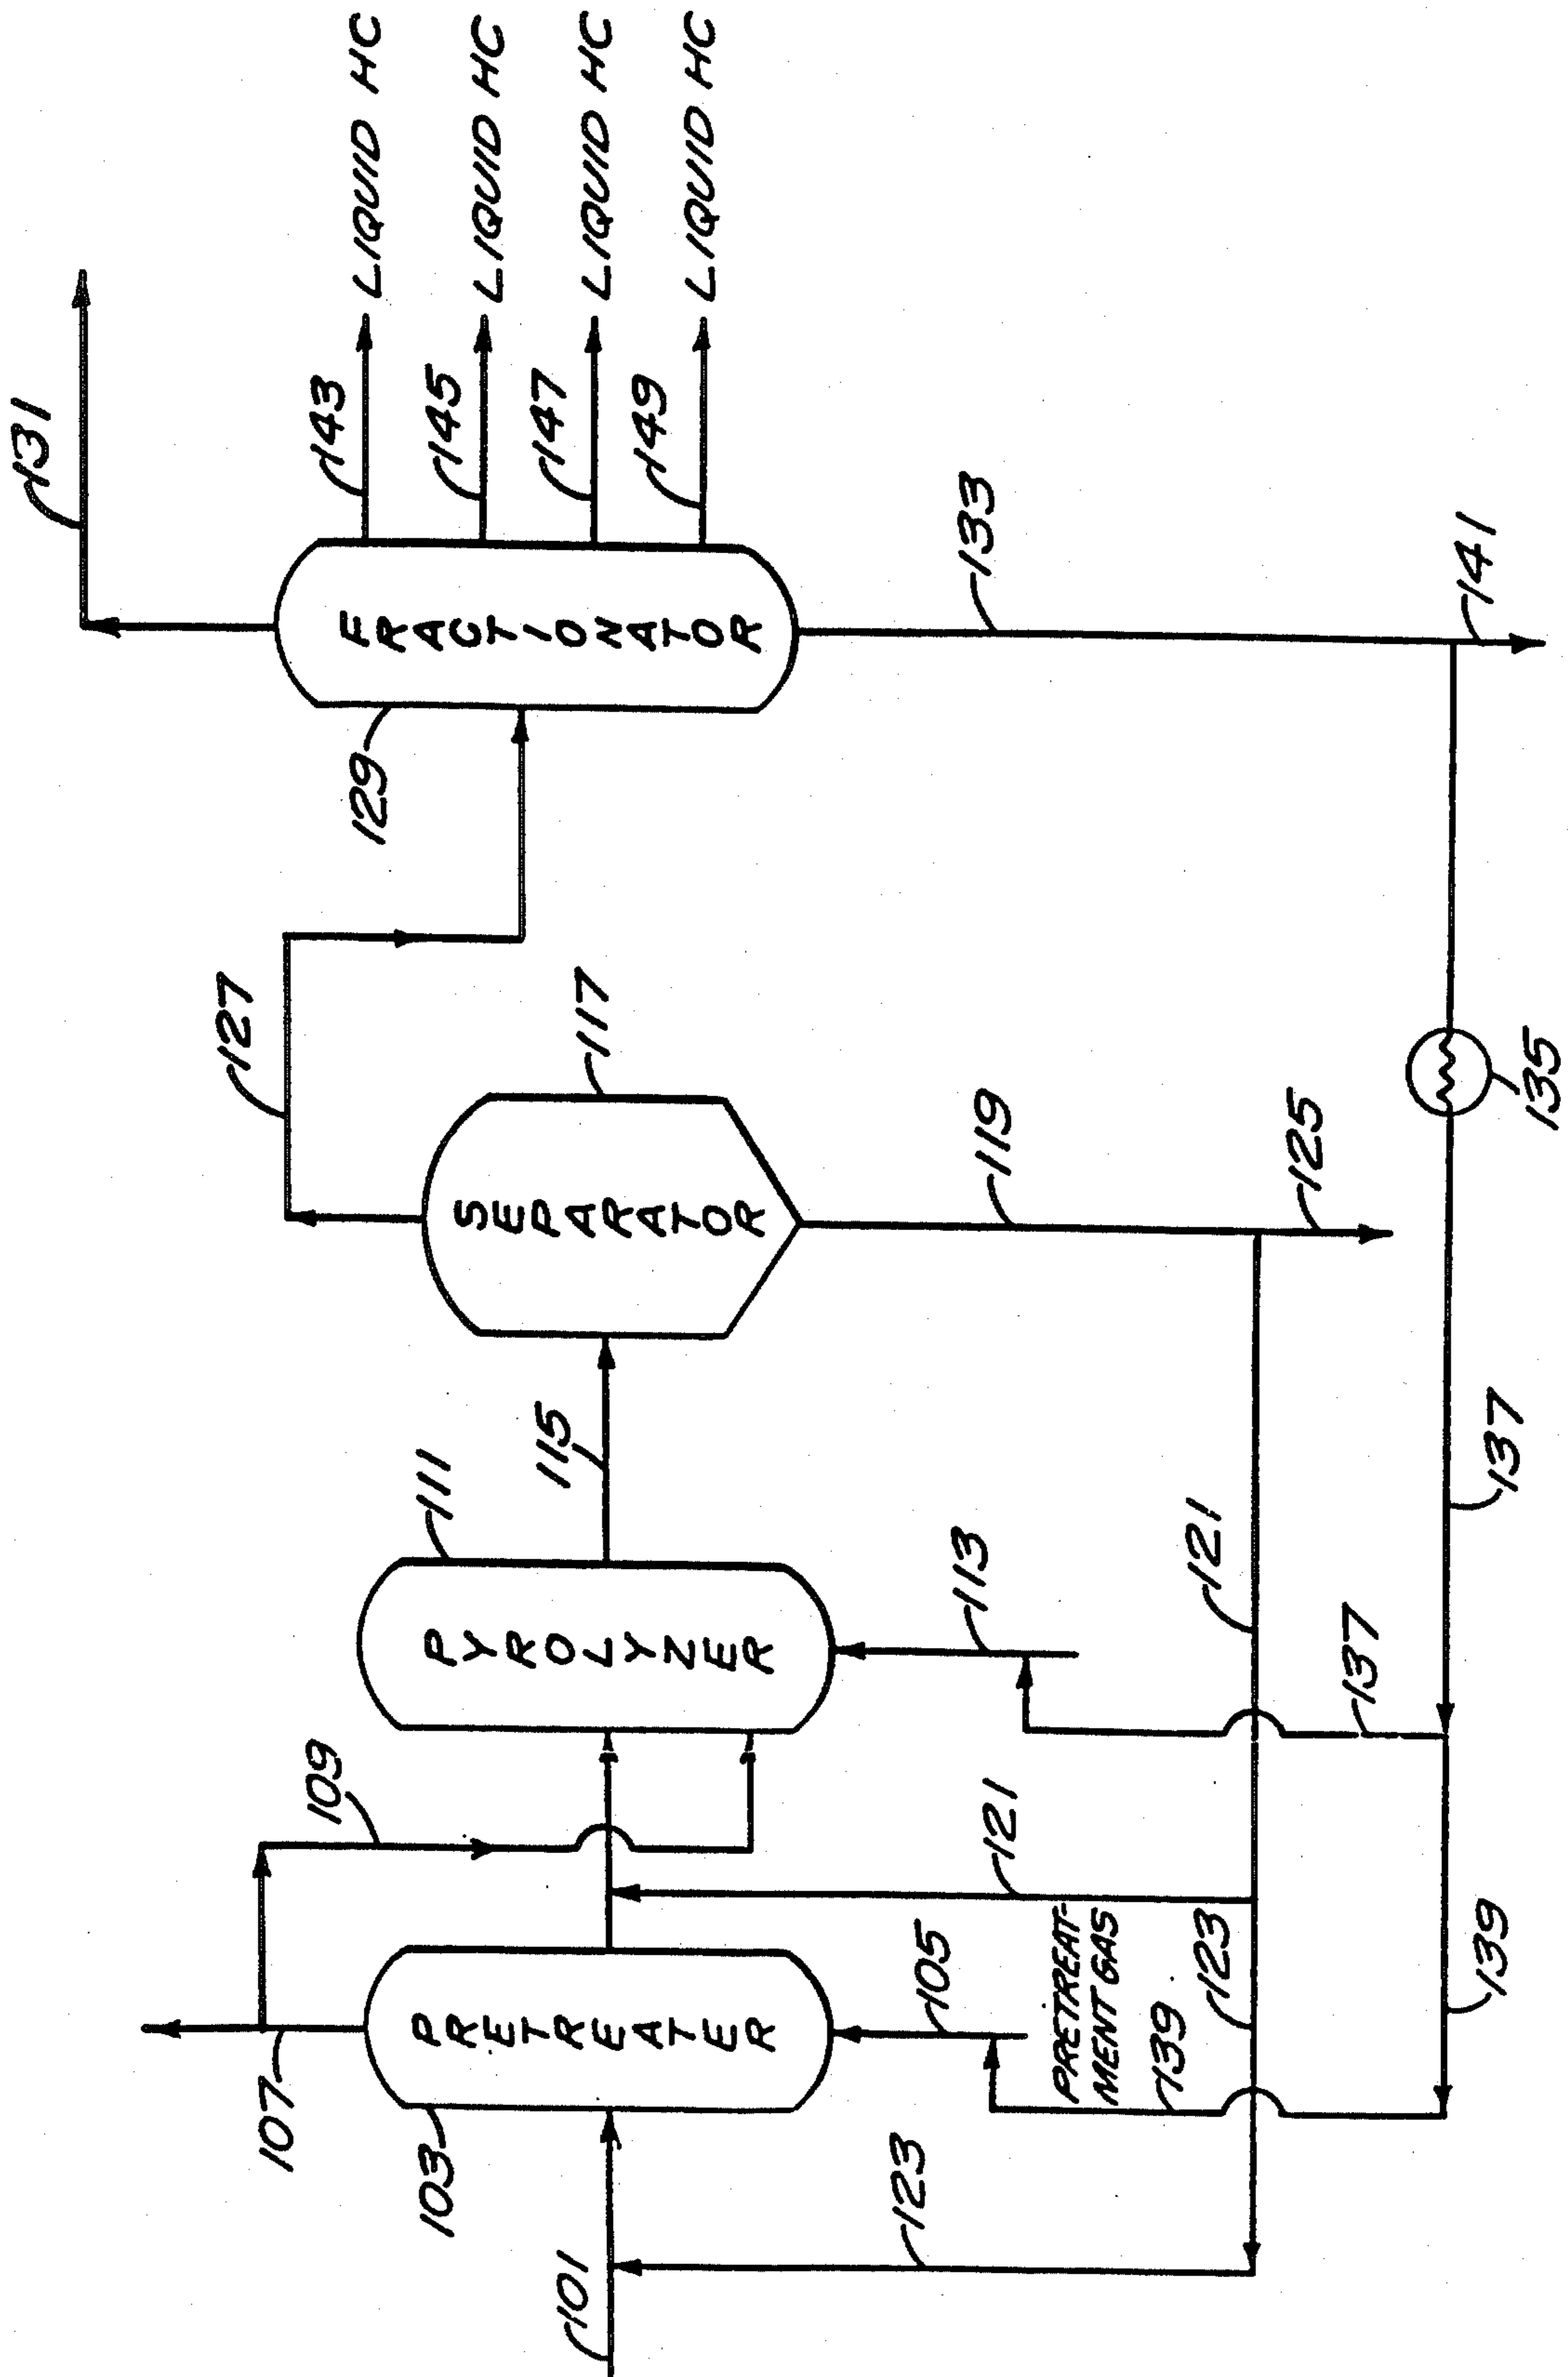 131
LIQUID HC
LIQUID HC
LIQUID HC
LIQUID HC
143
145
147
149
FRACTIONATOR
129
133
141
127
117
SEPARATOR
119
125
135
137
111
115
PYROLYZER
113
121
137
109
121
107
103
PRETREATER
105
PRETREAT-
MENT GAS
139
123
139
101
123